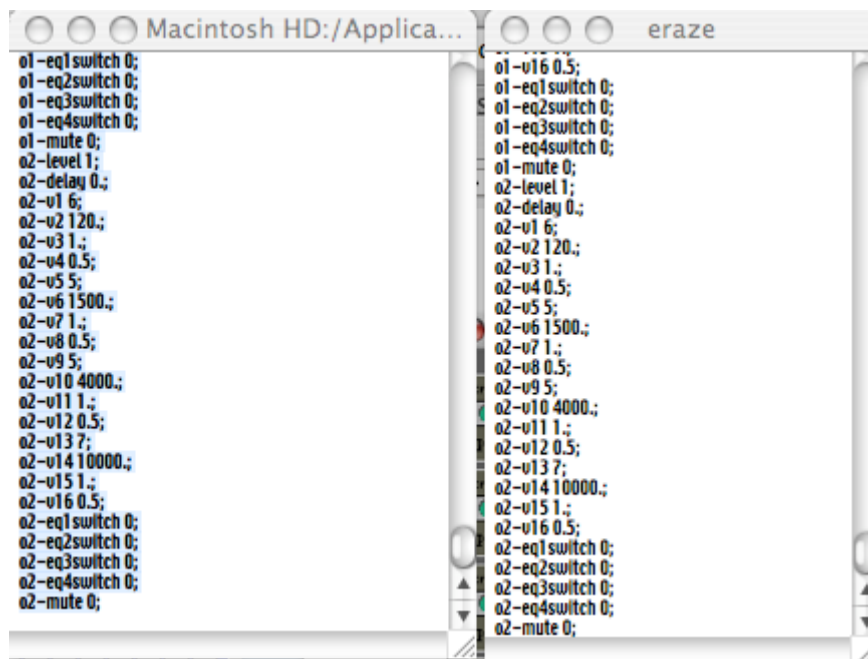 Macintosh HD:/Applica...
o1-eq1switch 0;
o1-eq2switch 0;
o1-eq3switch 0;
o1-eq4switch 0;
o1-mute 0;
o2-level 1;
o2-delay 0.;
o2-v1 6;
o2-v2 120.;
o2-v3 1.;
o2-v4 0.5;
o2-v5 5;
o2-v6 1500.;
o2-v7 1.;
o2-v8 0.5;
o2-v9 5;
o2-v10 4000.;
o2-v11 1.;
o2-v12 0.5;
o2-v13 7;
o2-v14 10000.;
o2-v15 1.;
o2-v16 0.5;
o2-eq1switch 0;
o2-eq2switch 0;
o2-eq3switch 0;
o2-eq4switch 0;
o2-mute 0;
eraze
o1-v16 0.5;
o1-eq1switch 0;
o1-eq2switch 0;
o1-eq3switch 0;
o1-eq4switch 0;
o1-mute 0;
o2-level 1;
o2-delay 0.;
o2-v1 6;
o2-v2 120.;
o2-v3 1.;
o2-v4 0.5;
o2-v5 5;
o2-v6 1500.;
o2-v7 1.;
o2-v8 0.5;
o2-v9 5;
o2-v10 4000.;
o2-v11 1.;
o2-v12 0.5;
o2-v13 7;
o2-v14 10000.;
o2-v15 1.;
o2-v16 0.5;
o2-eq1switch 0;
o2-eq2switch 0;
o2-eq3switch 0;
o2-eq4switch 0;
o2-mute 0;